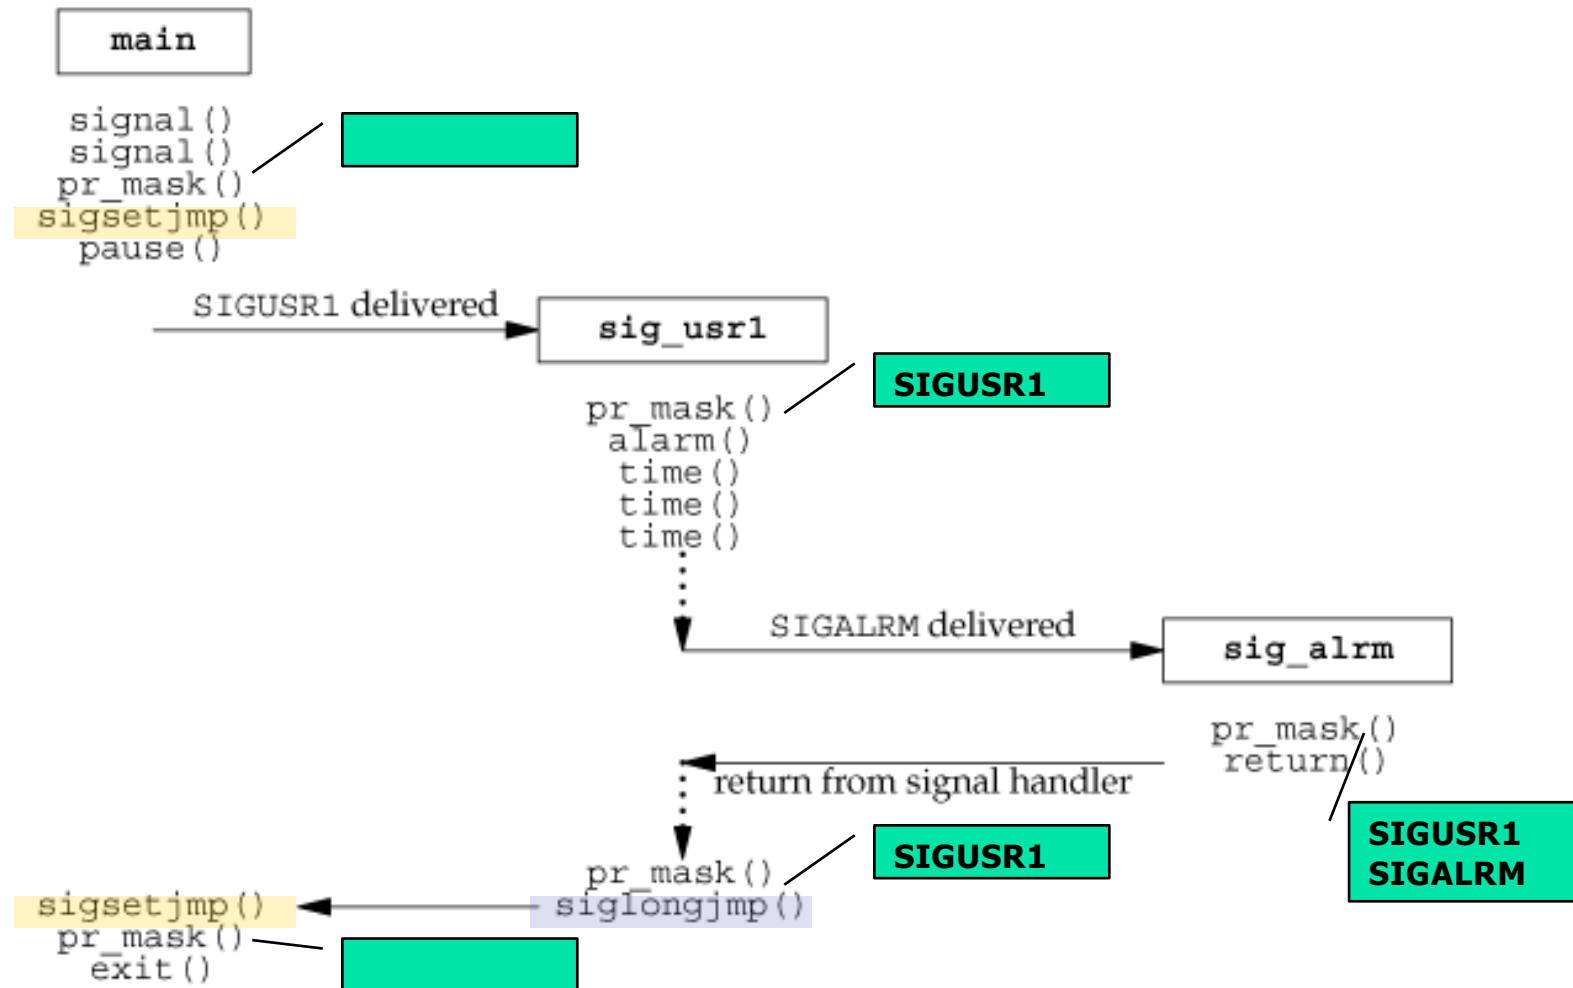 main
signal()
signal()
pr_mask()
sigsetjmp()
pause()
SIGUSR1 delivered
sig_usr1
SIGUSR1
pr_mask()
alarm()
time()
time()
time()
SIGALRM delivered
sig_alrm
pr_mask()
return()
return from signal handler
SIGUSR1
SIGALRM
SIGUSR1
pr_mask()
siglongjmp()
sigsetjmp()
pr_mask()
exit()